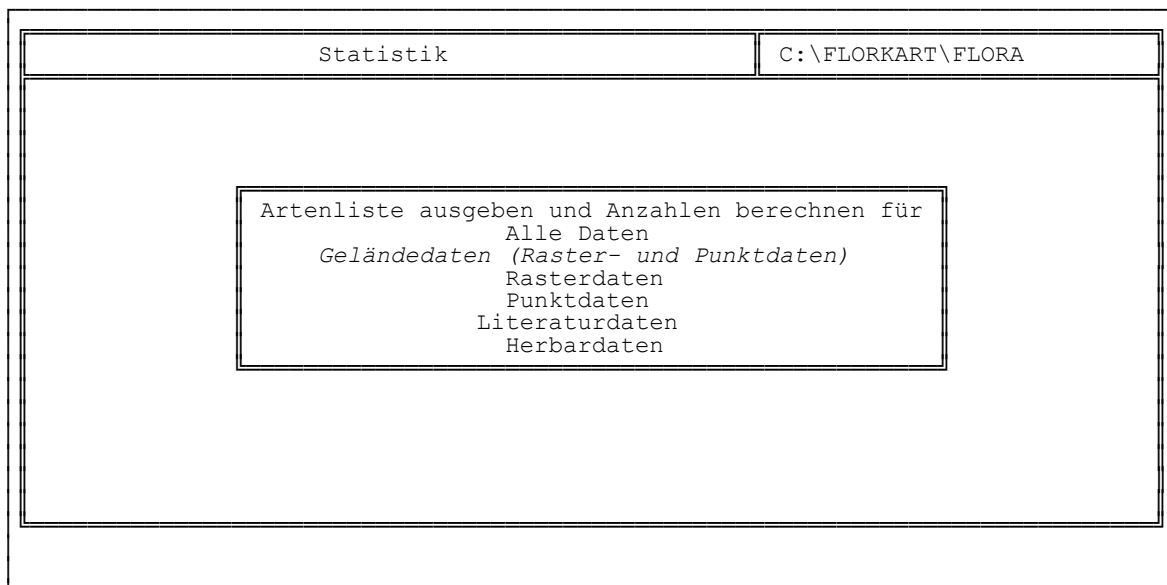 Statistik C:\FLORKART\FLORA
Artenliste ausgeben und Anzahlen berechnen für
Alle Daten
Geländedaten (Raster- und Punktdaten)
Rasterdaten
Punktdaten
Literaturdaten
Herbardaten